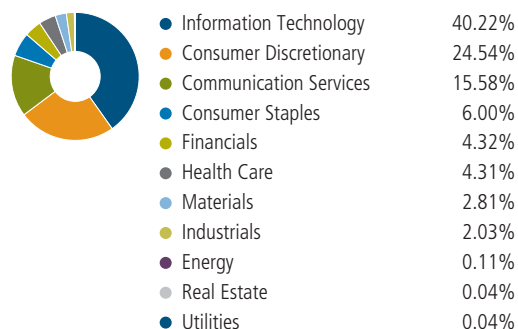 Information Technology 40.22%
Consumer Discretionary 24.54%
Communication Services 15.58%
Consumer Staples 6.00%
Financials 4.32%
Health Care 4.31%
Materials 2.81%
Industrials 2.03%
Energy 0.11%
Real Estate 0.04%
Utilities 0.04%